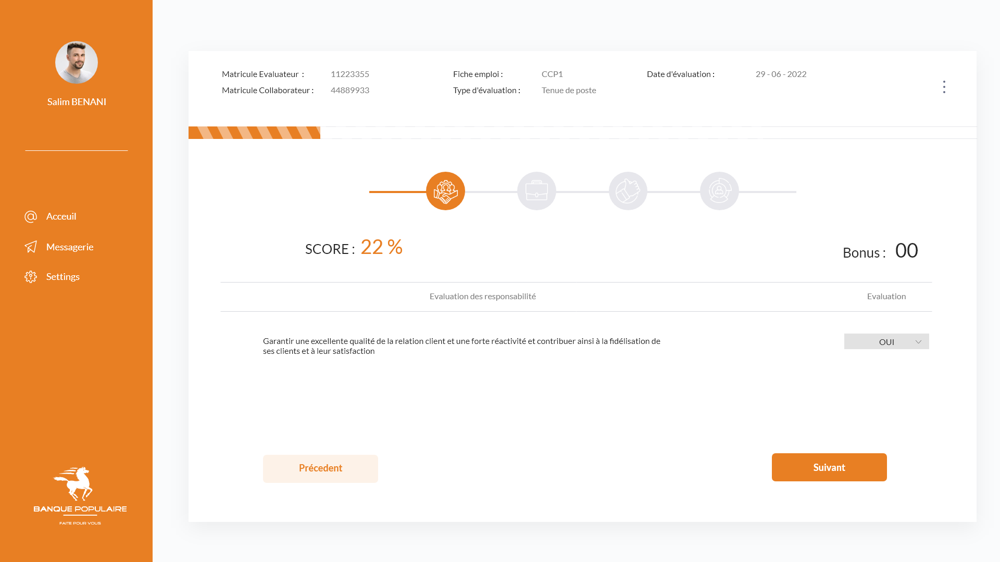 Salim BENANI
Acceuil
Messagerie
Settings
BANQUE POPULAIRE
FAITE POUR VOUS
Matricule Evaluateur : 11223355
Fiche emploi : CCP1
Date d'évaluation : 29 - 06 - 2022
Matricule Collaborateur : 44889933
Type d'évaluation : Tenue de poste
SCORE : 22 %
Bonus : 00
Evaluation des responsabilité
Evaluation
Garantir une excellente qualité de la relation client et une forte réactivité et contribuer ainsi à la fidélisation de
ses clients et à leur satisfaction
OUI
Précedent
Suivant